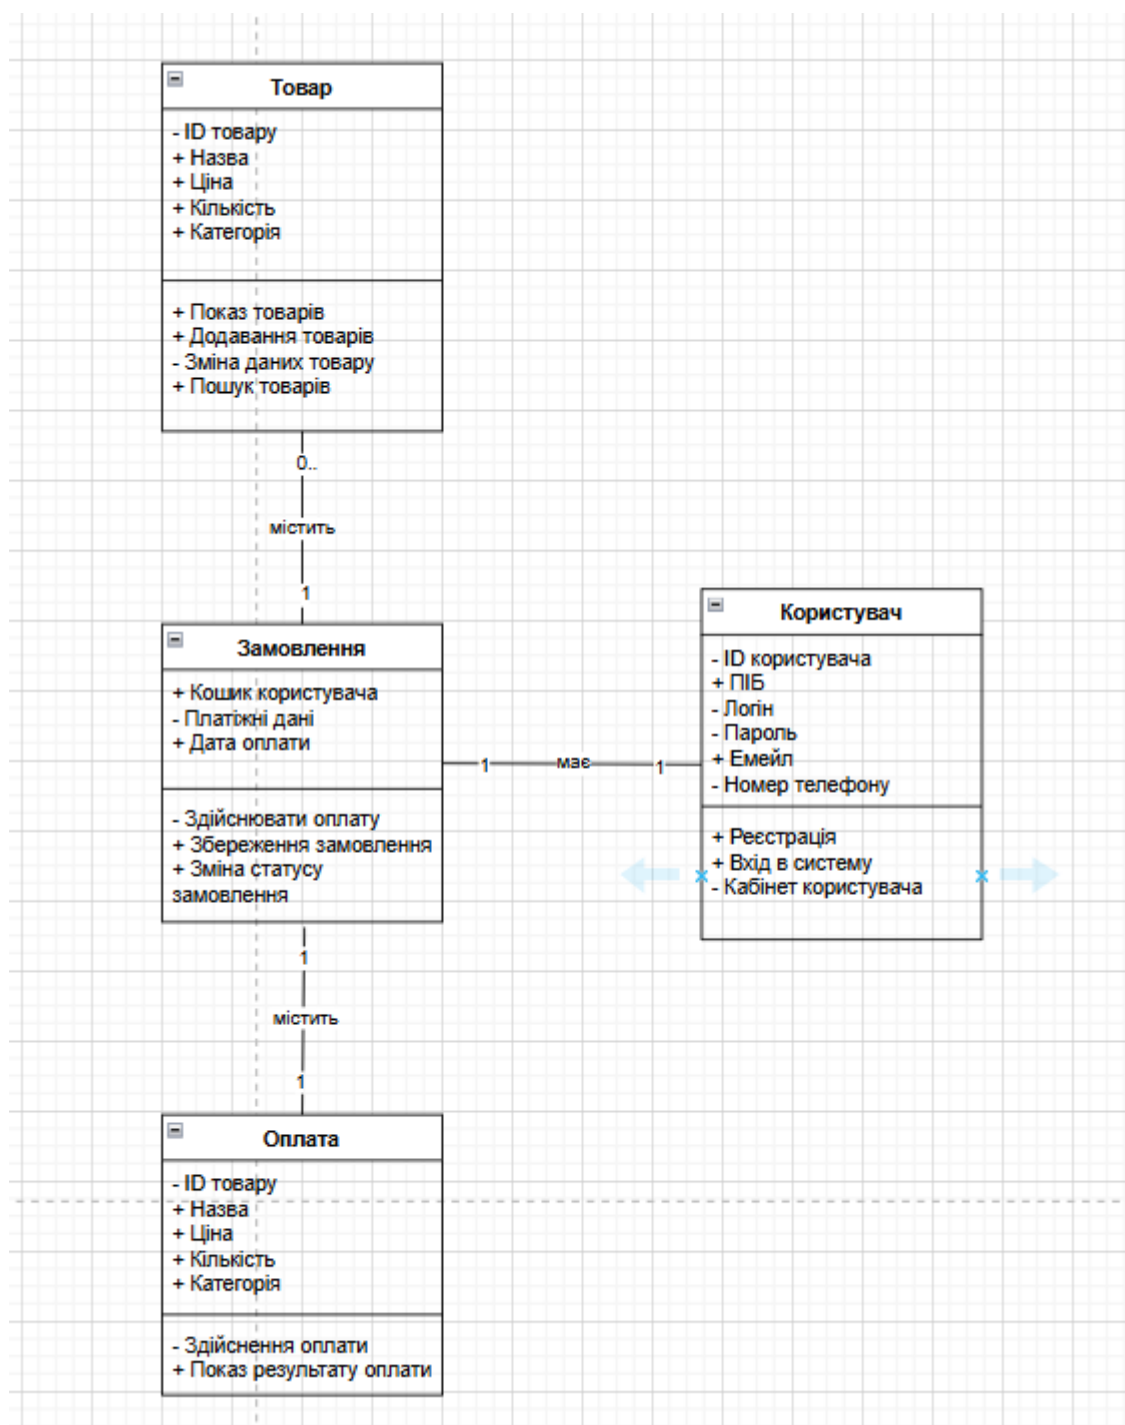 Товар
- ID товару
+ Назва
+ Ціна
+ Кількість
+ Категорія
+ Показ товарів
+ Додавання товарів
- Зміна даних товару
+ Пошук товарів
0..
містить
1
Замовлення
+ Кошик користувача
- Платіжні дані
+ Дата оплати
- Здійснювати оплату
+ Збереження замовлення
+ Зміна статусу
замовлення
1
має
1
Користувач
- ID користувача
+ ПІБ
- Логін
- Пароль
+ Емейл
- Номер телефону
+ Реєстрація
+ Вхід в систему
- Кабінет користувача
1
містить
1
Оплата
- ID товару
+ Назва
+ Ціна
+ Кількість
+ Категорія
- Здійснення оплати
+ Показ результату оплати